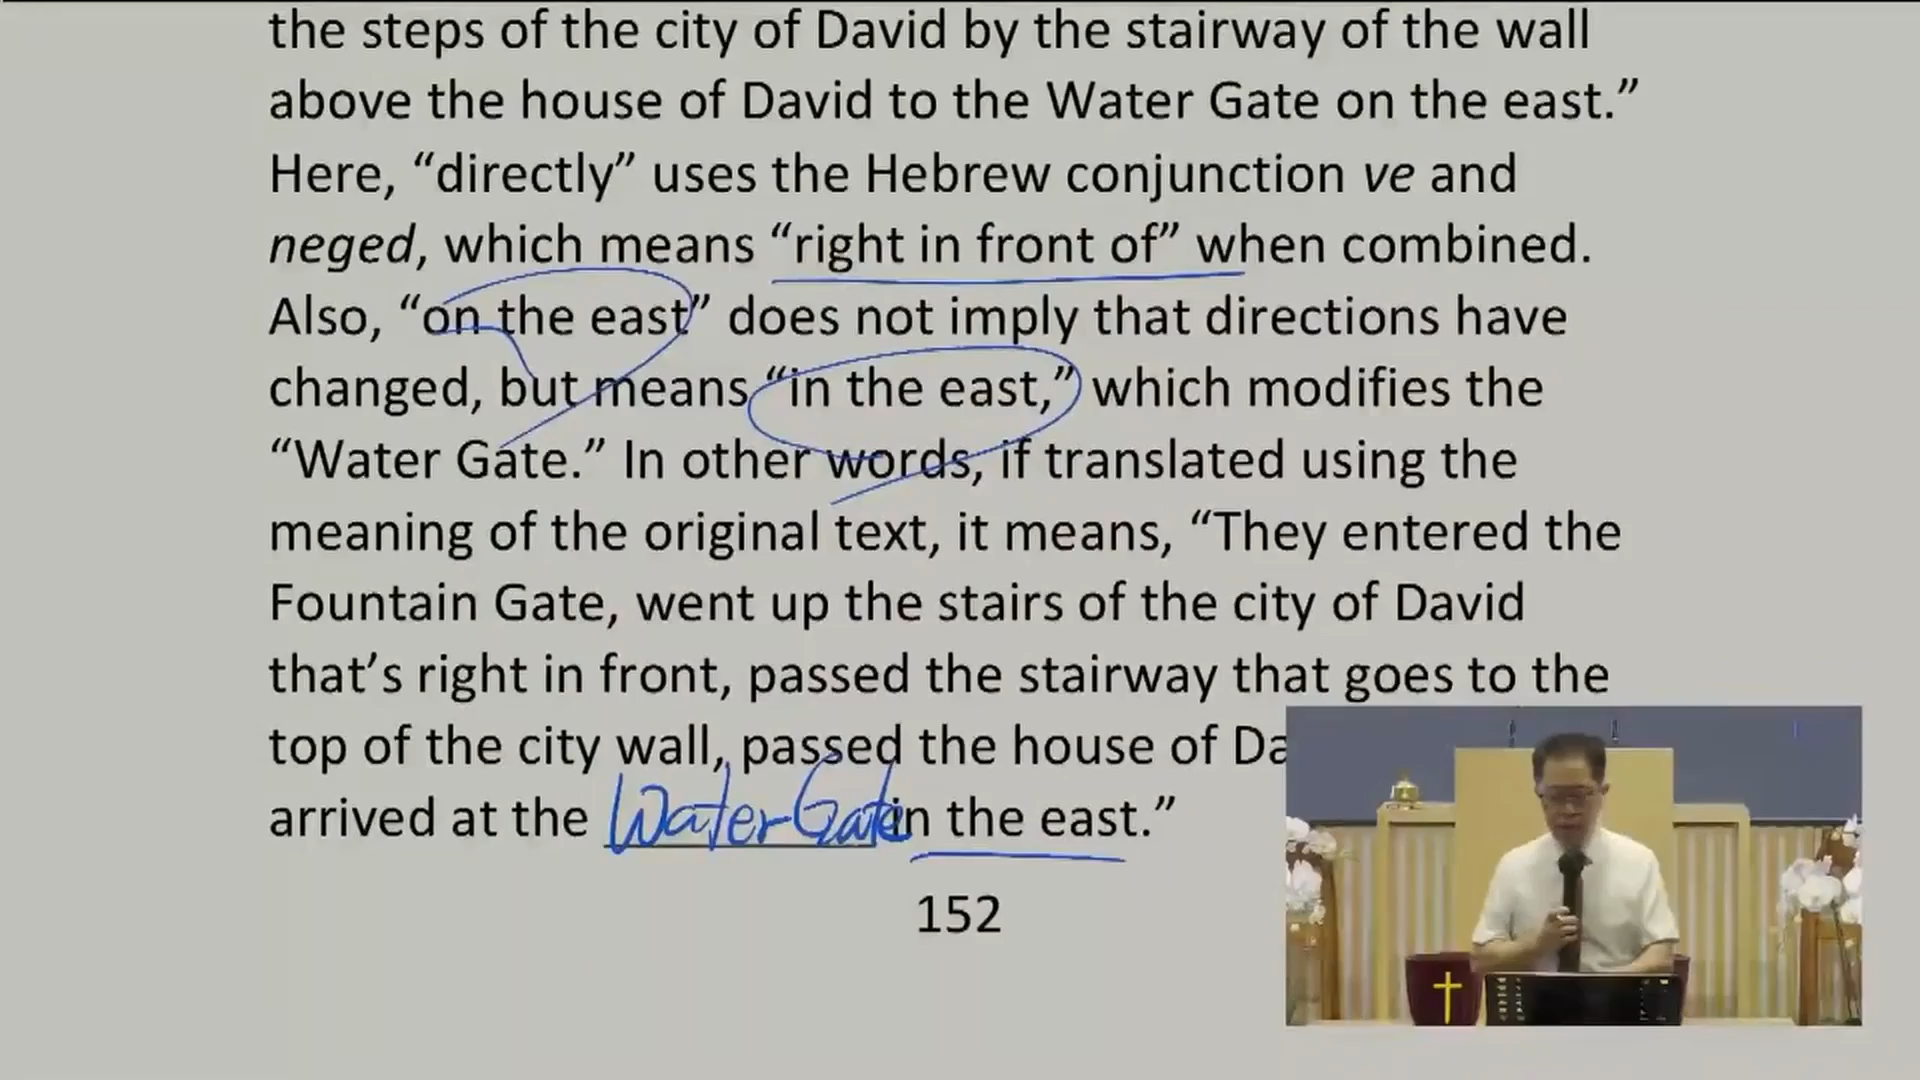 the steps of the city of David by the stairway of the wall
above the house of David to the Water Gate on the east.”
Here, “directly” uses the Hebrew conjunction ve and
neged, which means “right in front of” when combined.
Also, “on the east” does not imply that directions have
changed, but means “in the east,” which modifies the
“Water Gate.” In other words, if translated using the
meaning of the original text, it means, “They entered the
Fountain Gate, went up the stairs of the city of David
that’s right in front, passed the stairway that goes to the
top of the city wall, passed the house of Da
arrived at the Water Gate in the east.”
152